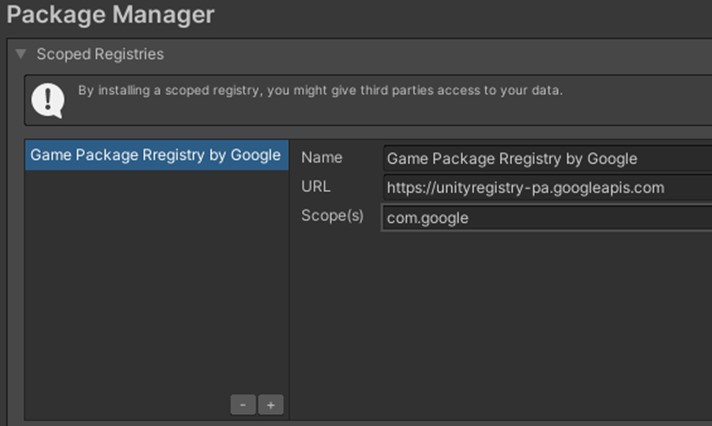 Package Manager
Scoped Registries
By installing a scoped registry, you might give third parties access to your data.
Game Package Rregistry by Google
Name
Game Package Rregistry by Google
URL
https://unityregistry-pa.googleapis.com
Scope(s)
com.google
- +